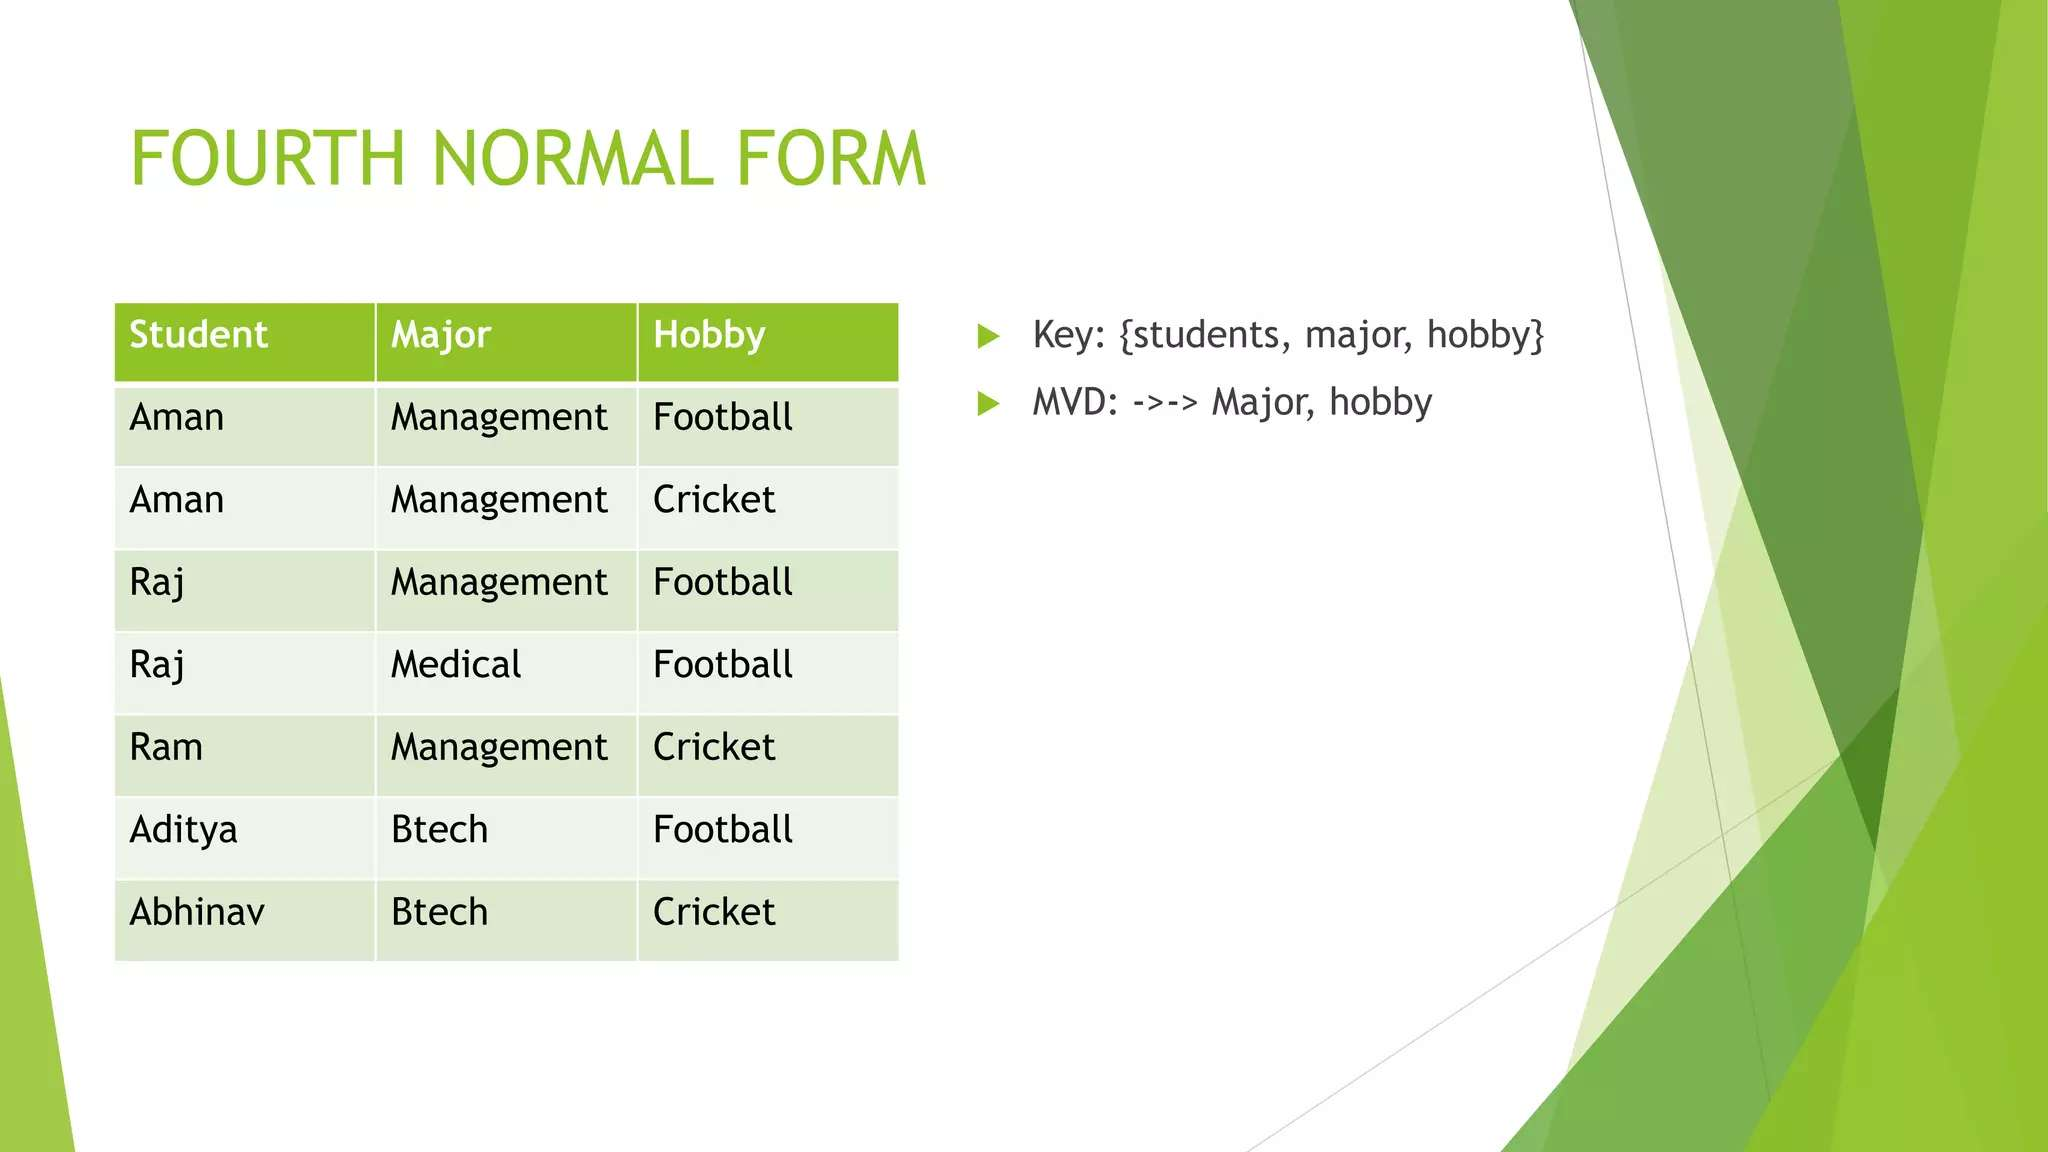 FOURTH NORMAL FORM
Student Major Hobby
Aman Management Football
Aman Management Cricket
Raj Management Football
Raj Medical Football
Ram Management Cricket
Aditya Btech Football
Abhinav Btech Cricket
Key: {students, major, hobby}
MVD: ->-> Major, hobby